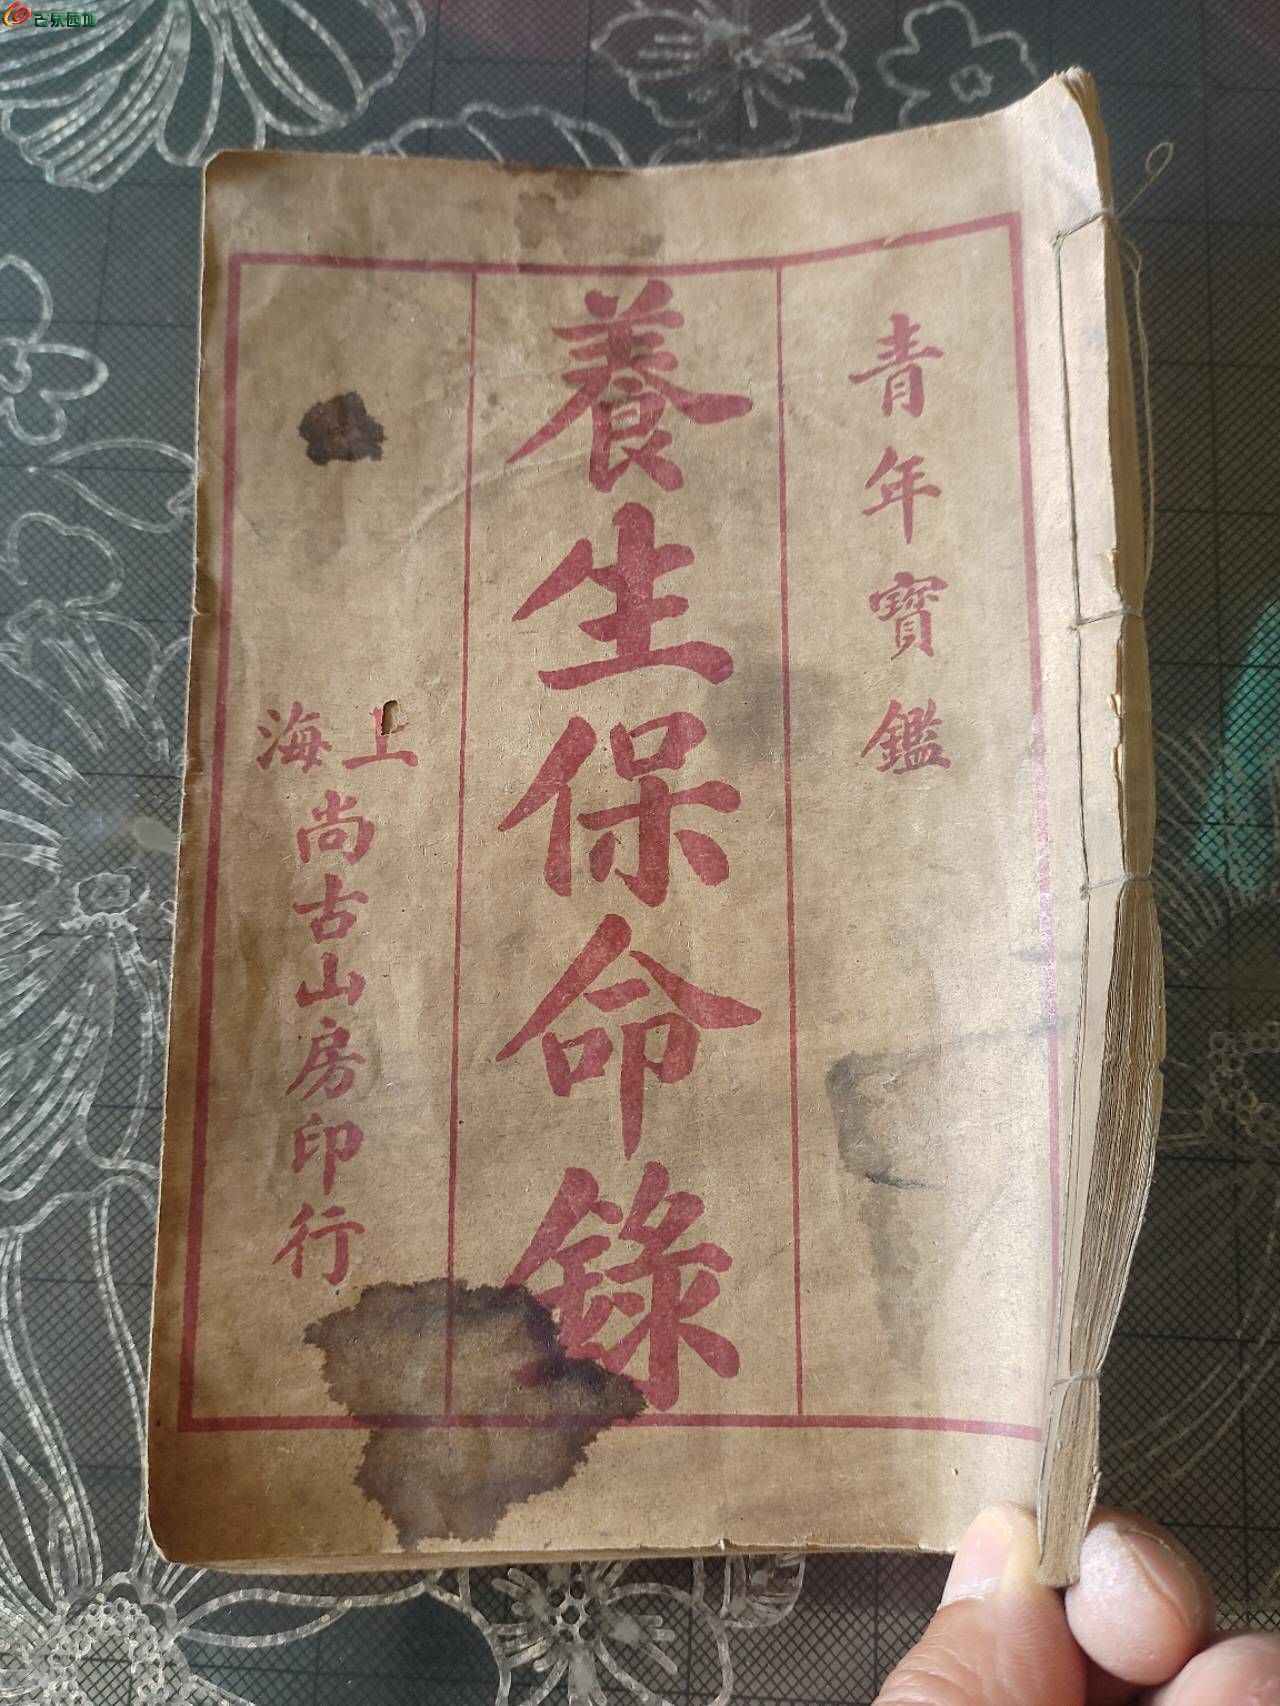 青年寶鑑
養生保命錄
上海
尚古山房印行